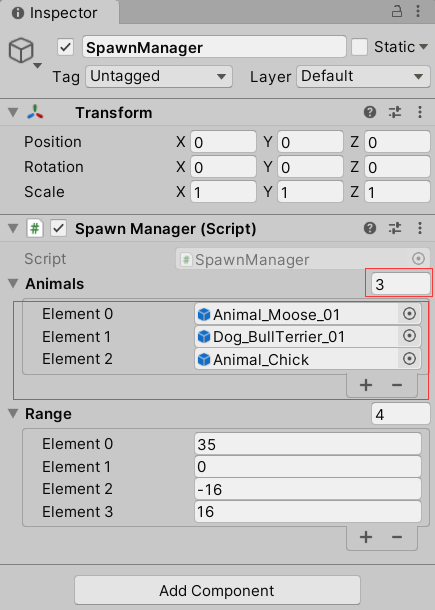 Inspector
SpawnManager Static
Tag Untagged Layer Default
Transform
Position X 0 Y 0 Z 0
Rotation X 0 Y 0 Z 0
Scale X 1 Y 1 Z 1
# Spawn Manager (Script)
Script # SpawnManager
Animals 3
Element 0 Animal_Moose_01
Element 1 Dog_BullTerrier_01
Element 2 Animal_Chick
+ −
Range 4
Element 0 35
Element 1 0
Element 2 -16
Element 3 16
+ −
Add Component